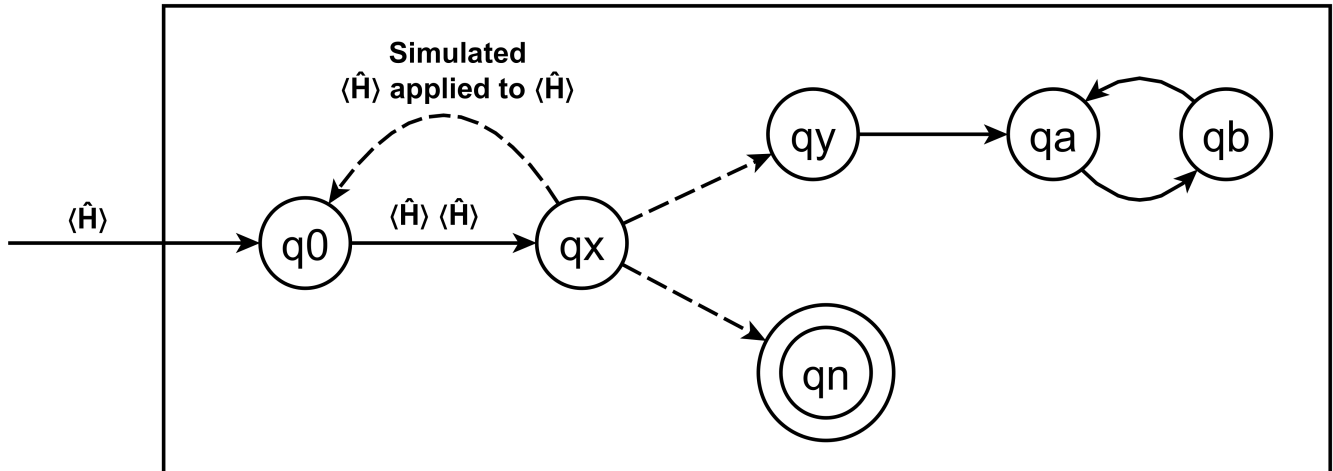 Simulated
⟨Ĥ⟩ applied to ⟨Ĥ⟩
qy
qa
qb
⟨Ĥ⟩
⟨Ĥ⟩ ⟨Ĥ⟩
q0
qx
qn